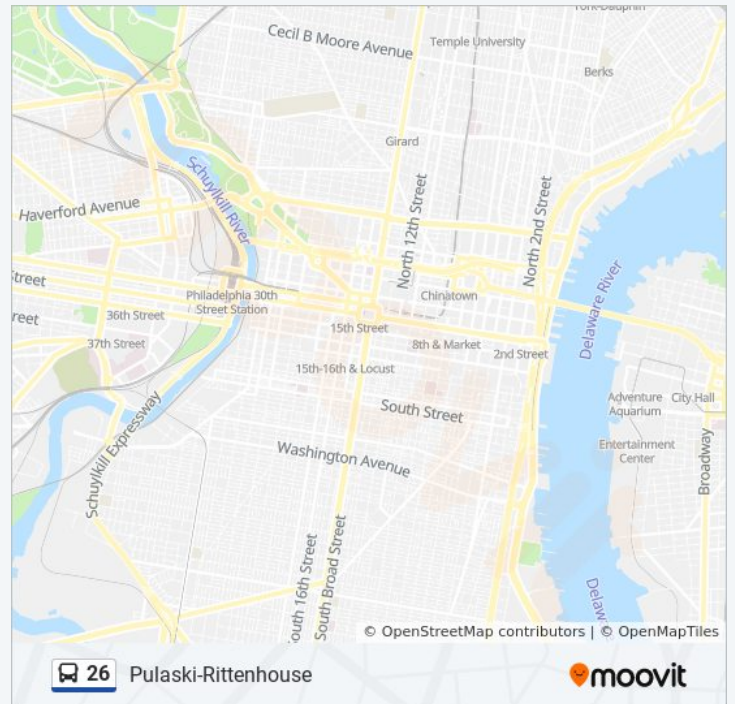 York-Dauphin
Cecil B Moore Avenue
Temple University
Berks
Girard
Schuylkill River
Haverford Avenue
North 12th Street
North 2nd Street
Street
Philadelphia 30th
Street Station
Chinatown
Delaware River
reet
36th Street
15th Street
37th Street
8th & Market
2nd Street
15th-16th & Locust
Adventure
Aquarium
City Hall
South Street
Schuylkill Expressway
Washington Avenue
Entertainment
Center
Broadway
South 16th Street
South Broad Street
Delaw
© OpenStreetMap contributors | © OpenMapTiles
26 Pulaski-Rittenhouse
moovit